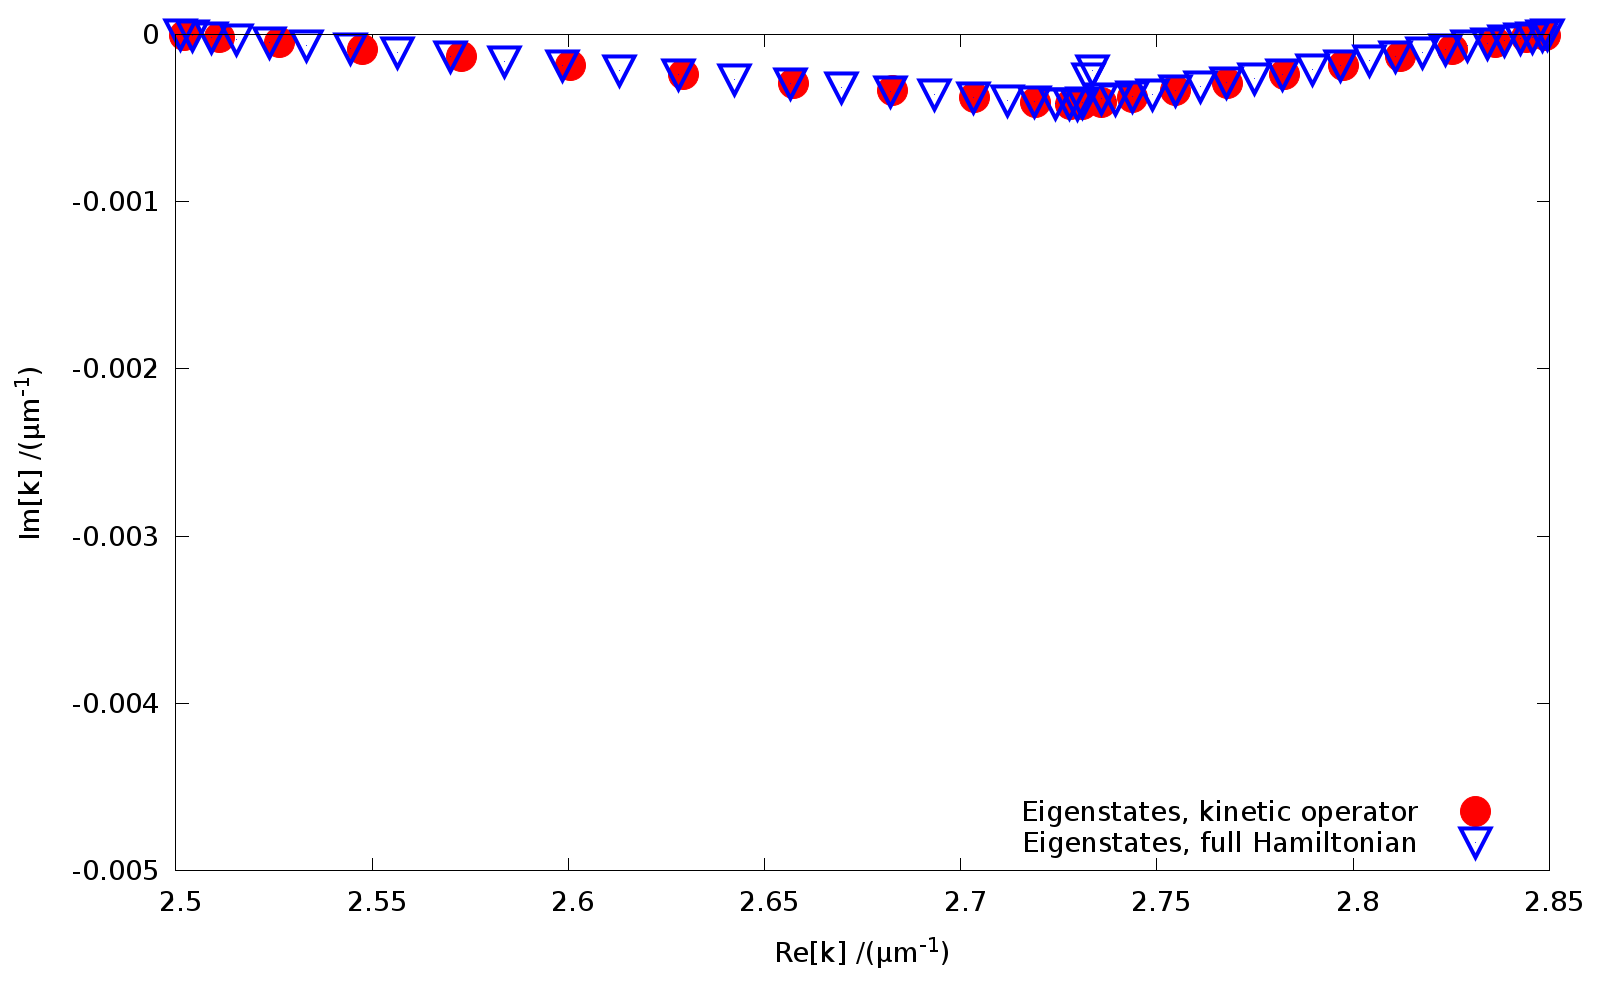 0
-0.001
-0.002
-0.003
-0.004
-0.005
2.5 2.55 2.6 2.65 2.7 2.75 2.8 2.85
Im[k] /(µm-1)
Re[k] /(µm-1)
Eigenstates, kinetic operator
Eigenstates, full Hamiltonian